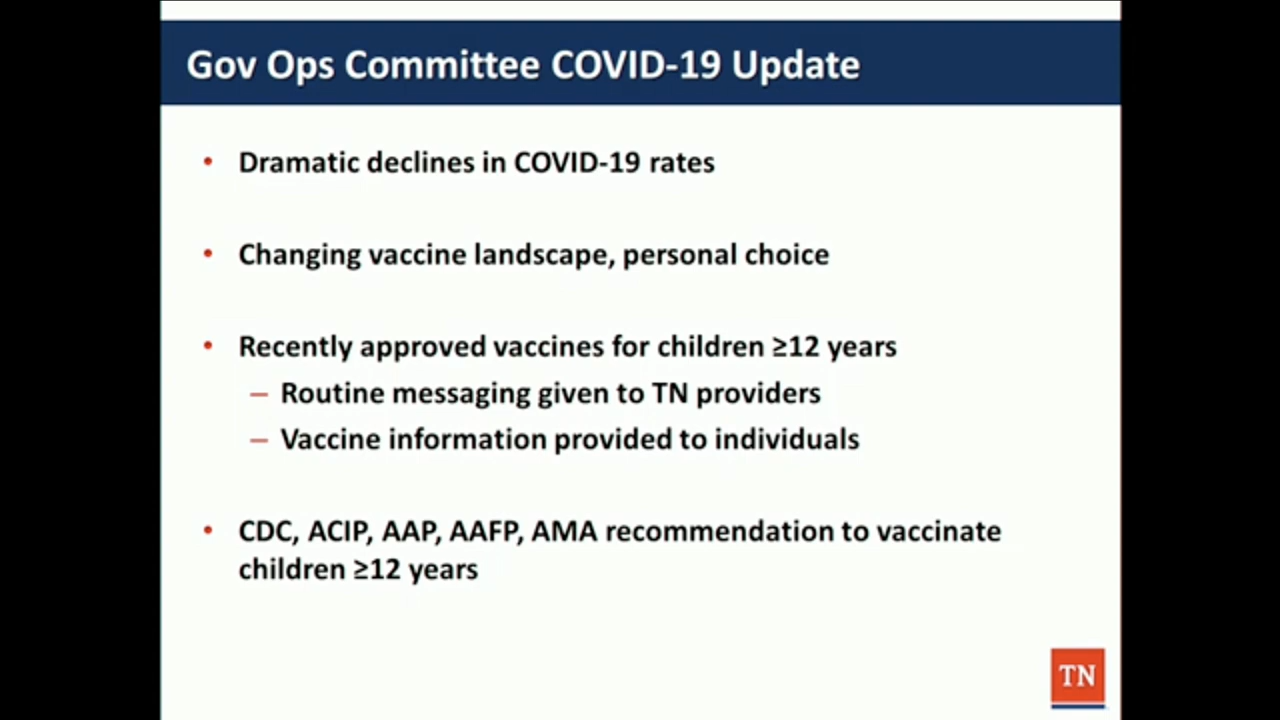 Gov Ops Committee COVID-19 Update
• Dramatic declines in COVID-19 rates
• Changing vaccine landscape, personal choice
• Recently approved vaccines for children ≥12 years
– Routine messaging given to TN providers
– Vaccine information provided to individuals
• CDC, ACIP, AAP, AAFP, AMA recommendation to vaccinate
children ≥12 years
TN